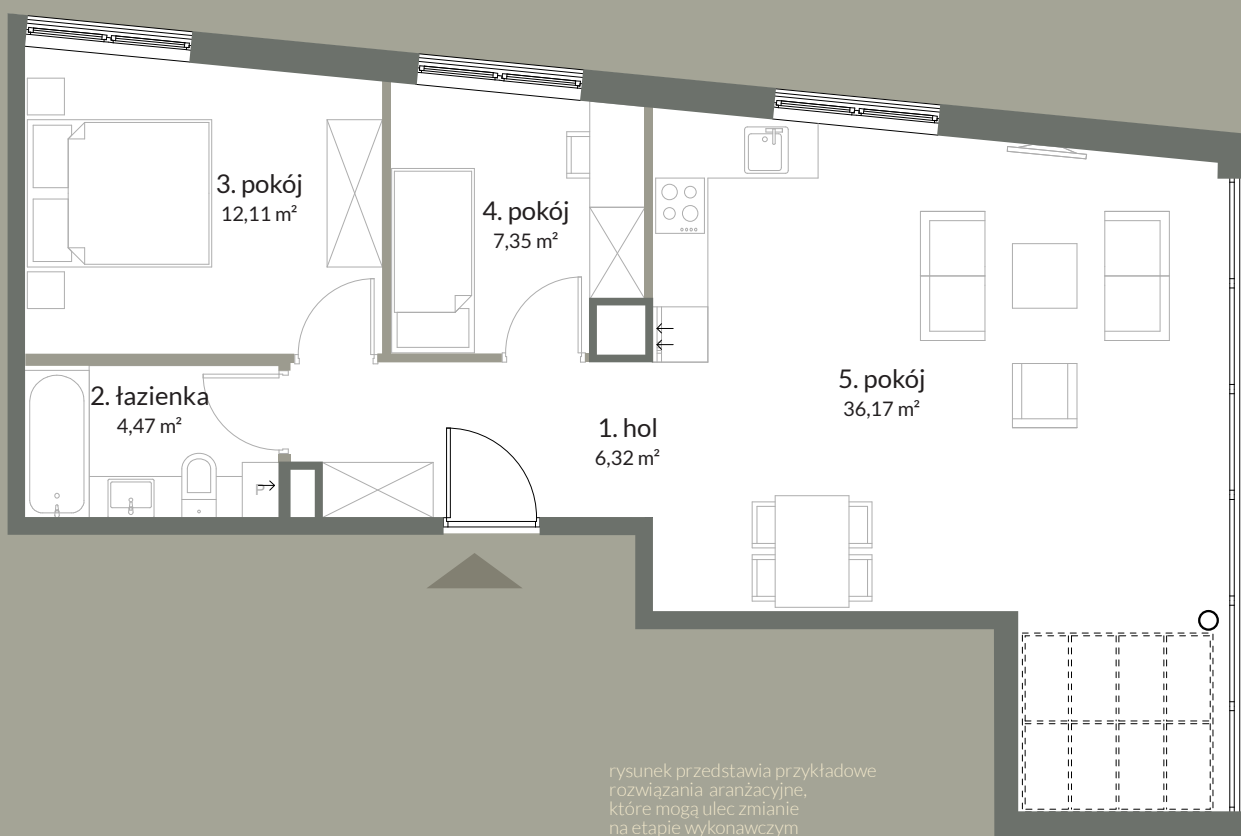 3. pokój
12,11 m²
4. pokój
7,35 m²
2. łazienka
4,47 m²
5. pokój
36,17 m²
1. hol
6,32 m²
P
rysunek przedstawia przykładowe
rozwiązania aranżacyjne,
które mogą ulec zmianie
na etapie wykonawczym